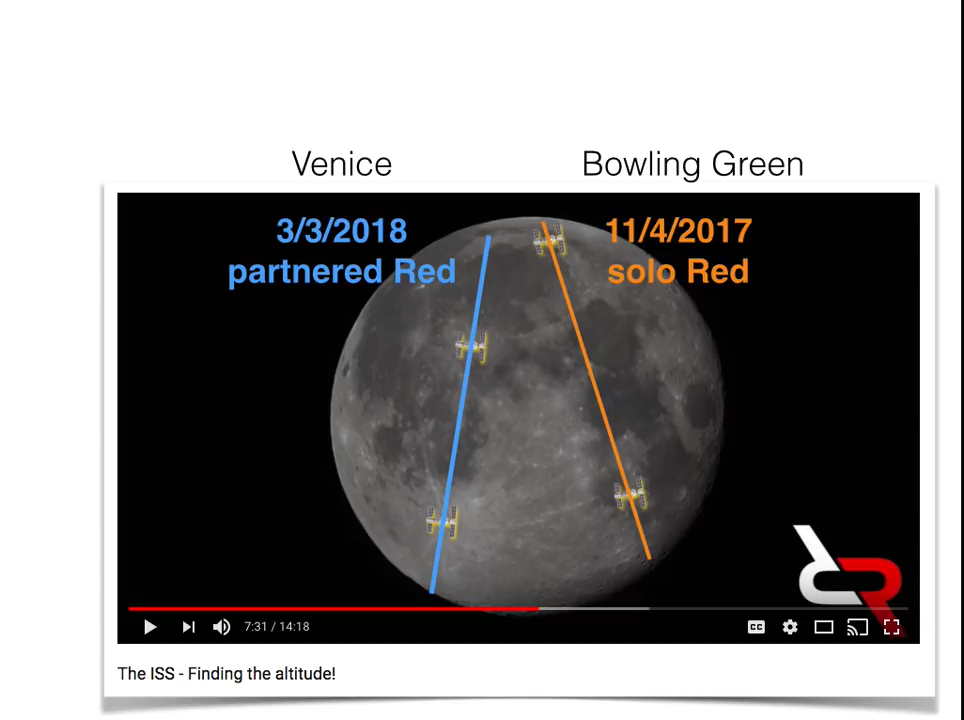 Venice
Bowling Green
3/3/2018
partnered Red
11/4/2017
solo Red
CC
7:31 / 14:18
The ISS - Finding the altitude!